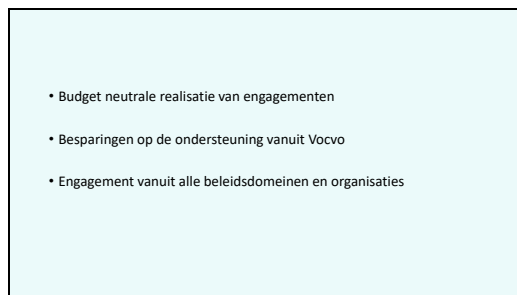 • Budget neutrale realisatie van engagementen
• Besparingen op de ondersteuning vanuit Vocvo
• Engagement vanuit alle beleidsdomeinen en organisaties